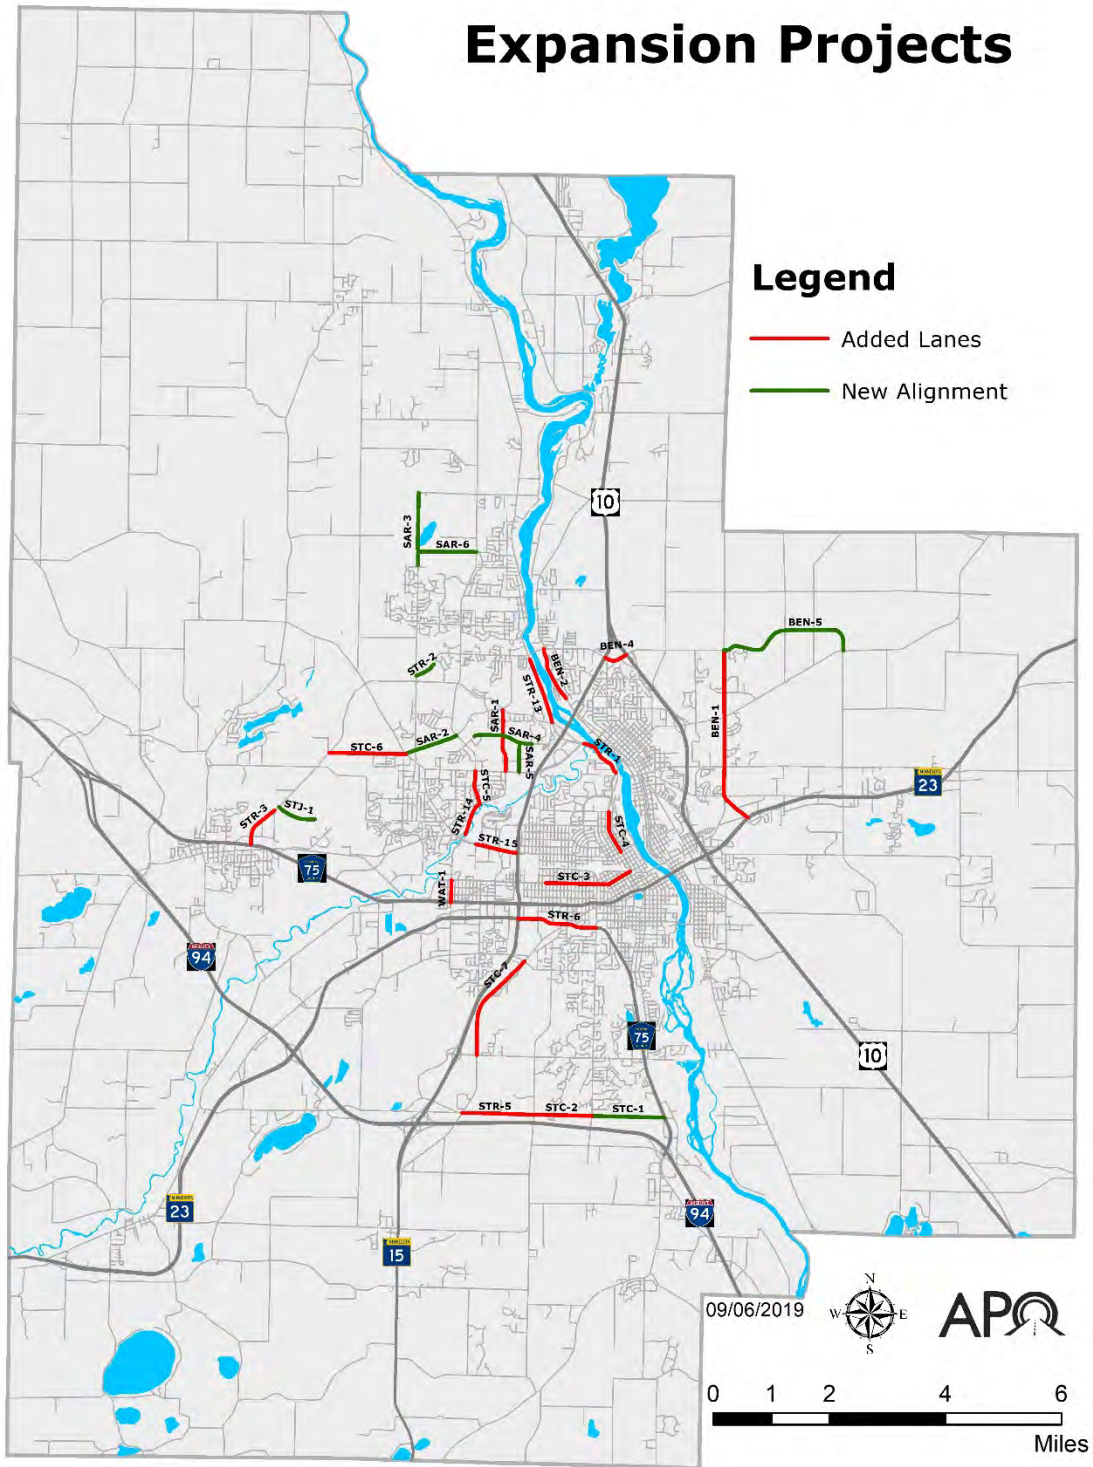 Expansion Projects
Legend
Added Lanes
New Alignment
10
SAR-3
SAR-6
BEN-5
BEN-4
STR-2
BEN-2
STR-13
SAR-1
BEN-1
SAR-2
SAR-4
STR-1
STC-6
SAR-5
STC-5
23
STR-3
STJ-1
STR-14
STC-4
STR-15
75
STC-3
WAT-1
STR-6
94
STC-7
75
10
STR-5
STC-2
STC-1
23
94
15
N
09/06/2019
W
E
S
APO
0 1 2 4 6
Miles